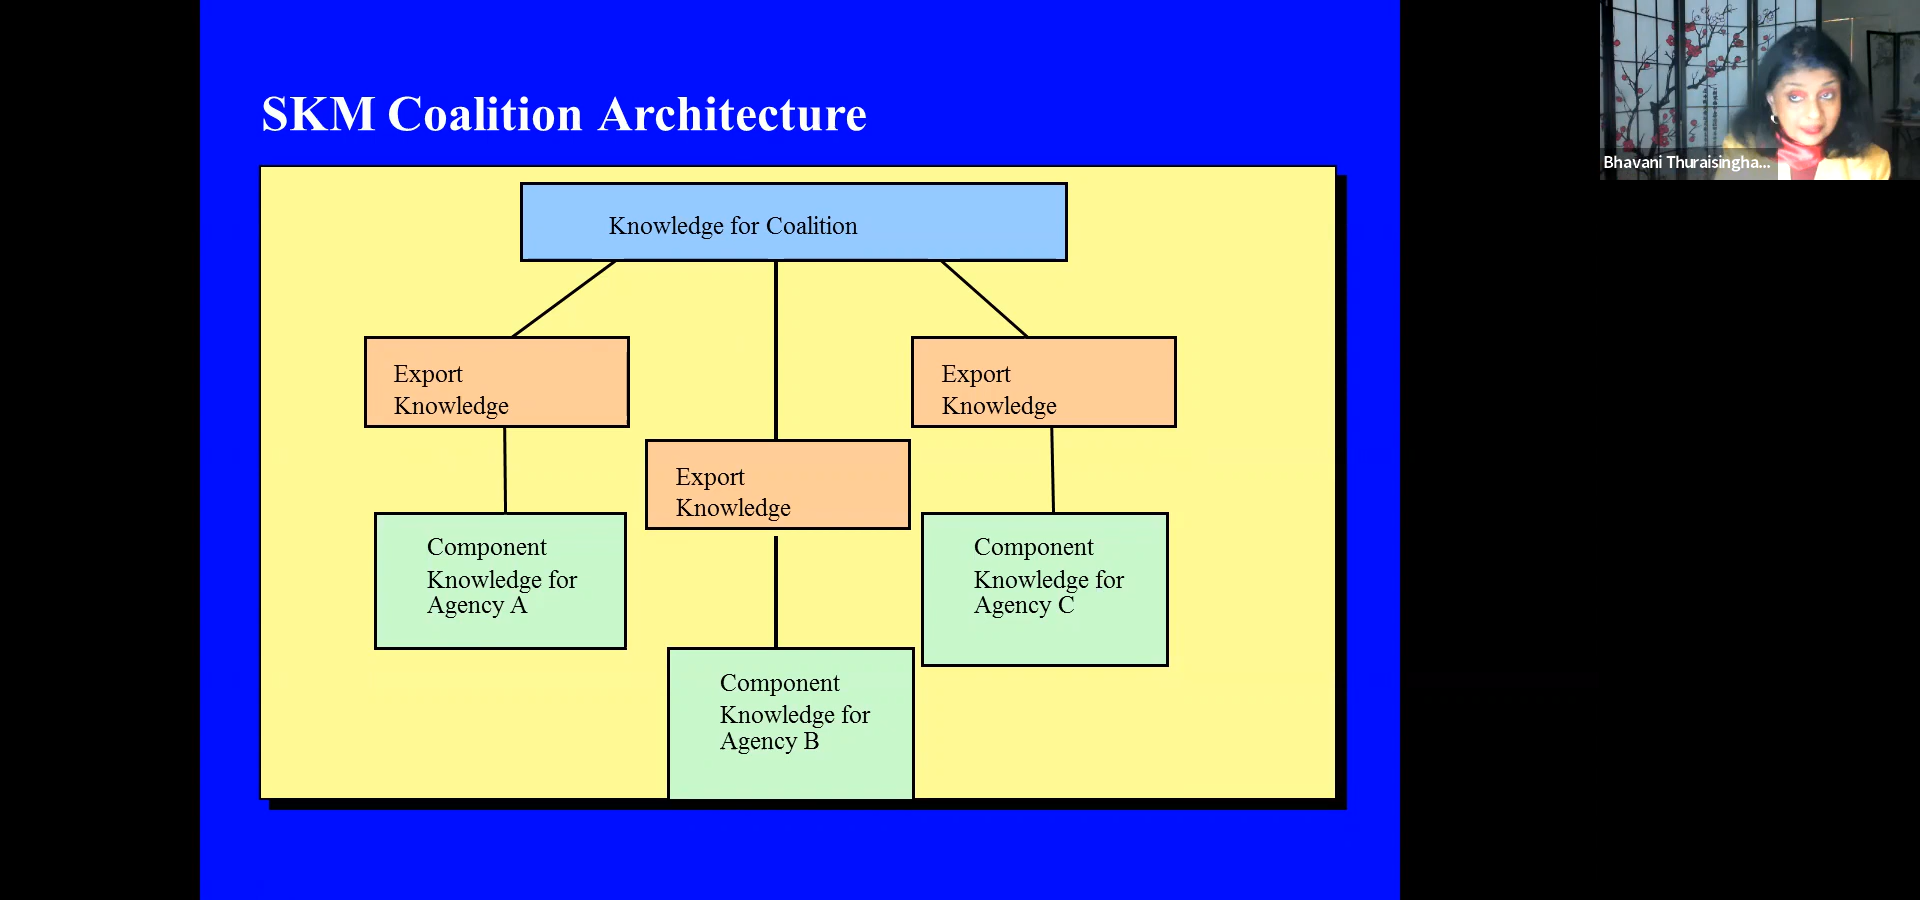 SKM Coalition Architecture
Knowledge for Coalition
Export
Knowledge
Export
Knowledge
Export
Knowledge
Component
Knowledge for
Agency A
Component
Knowledge for
Agency C
Component
Knowledge for
Agency B
Bhavani Thuraisingha...